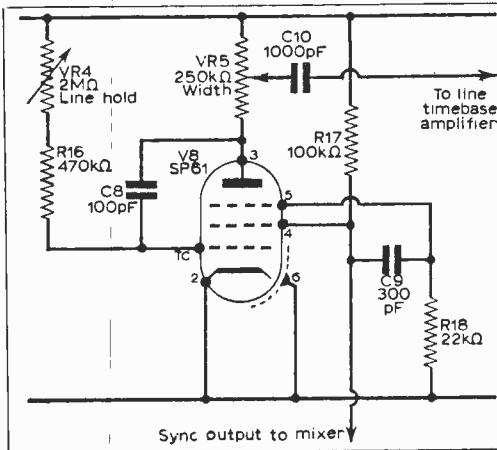 VR4
2MΩ
Line hold
R16
470kΩ
C8
100pF
V8
SP61
TC
2
3
VR5
250kΩ
Width
C10
1000pF
To line
timebase
amplifier
R17
100kΩ
5
4
6
C9
300
pF
R18
22kΩ
Sync output to mixer